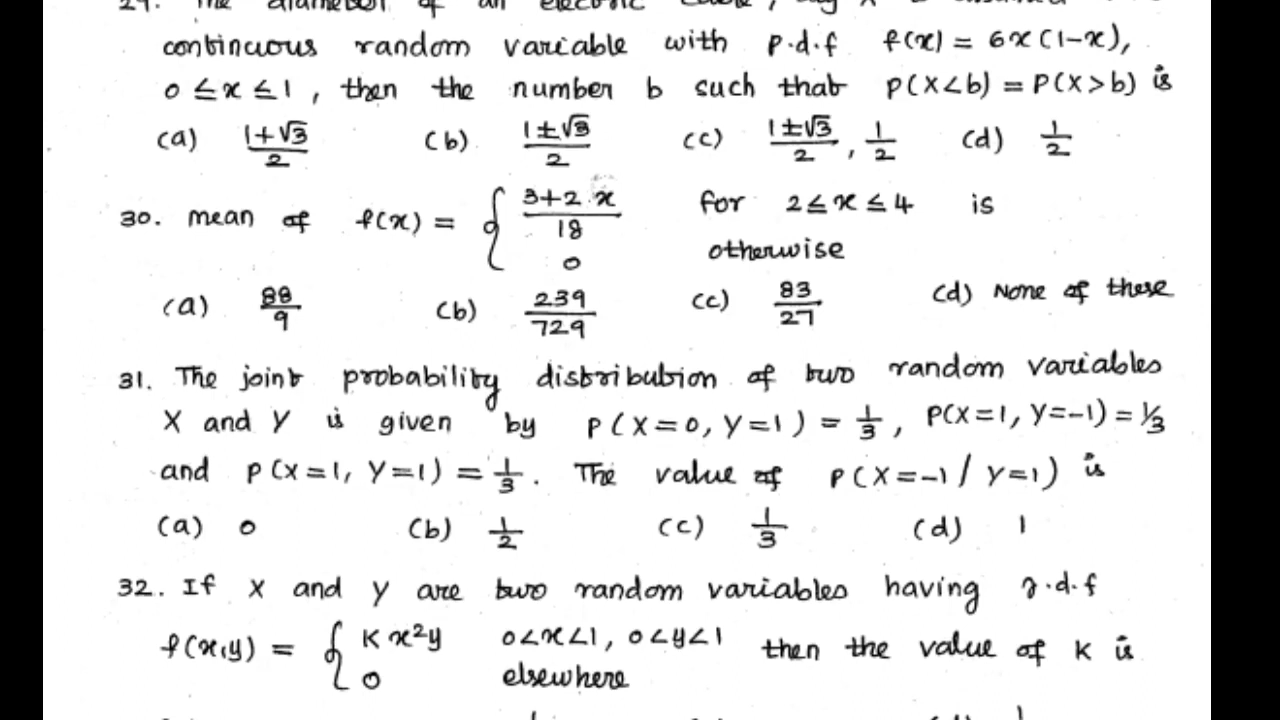 continuous random variable with p.d.f f(x) = 6x(1-x),
0 ≤ x ≤ 1, then the number b such that p(X<b) = P(X>b) is
(a) (1+√3)/2 (b) (1±√3)/2 (c) (1±√3)/2, 1/2 (d) 1/2
30. mean of f(x) = { (3+2x)/18 for 2≤x≤4 is
0 otherwise
(a) 88/9 (b) 239/729 (c) 83/27 (d) None of these
31. The joint probability distribution of two random variables
X and Y is given by P(X=0, Y=1) = 1/3, P(X=1, Y=-1) = 1/3
and P(X=1, Y=1) = 1/3. The value of P(X=-1/Y=1) is
(a) 0 (b) 1/2 (c) 1/3 (d) 1
32. If X and Y are two random variables having j.d.f
f(x,y) = { Kx²y 0<x<1, 0<y<1 then the value of K is
0 elsewhere